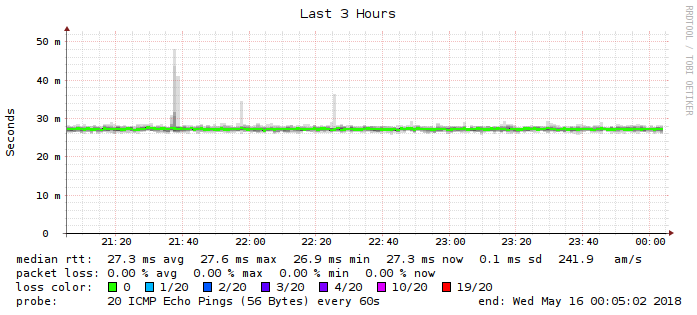 Last 3 Hours
RRDTOOL / TOBI OETIKER
Seconds
50 m
40 m
30 m
20 m
10 m
0
21:20 21:40 22:00 22:20 22:40 23:00 23:20 23:40 00:00
median rtt: 27.3 ms avg 27.6 ms max 26.9 ms min 27.3 ms now 0.1 ms sd 241.9 am/s
packet loss: 0.00 % avg 0.00 % max 0.00 % min 0.00 % now
loss color: 0 1/20 2/20 3/20 4/20 10/20 19/20
probe: 20 ICMP Echo Pings (56 Bytes) every 60s end: Wed May 16 00:05:02 2018